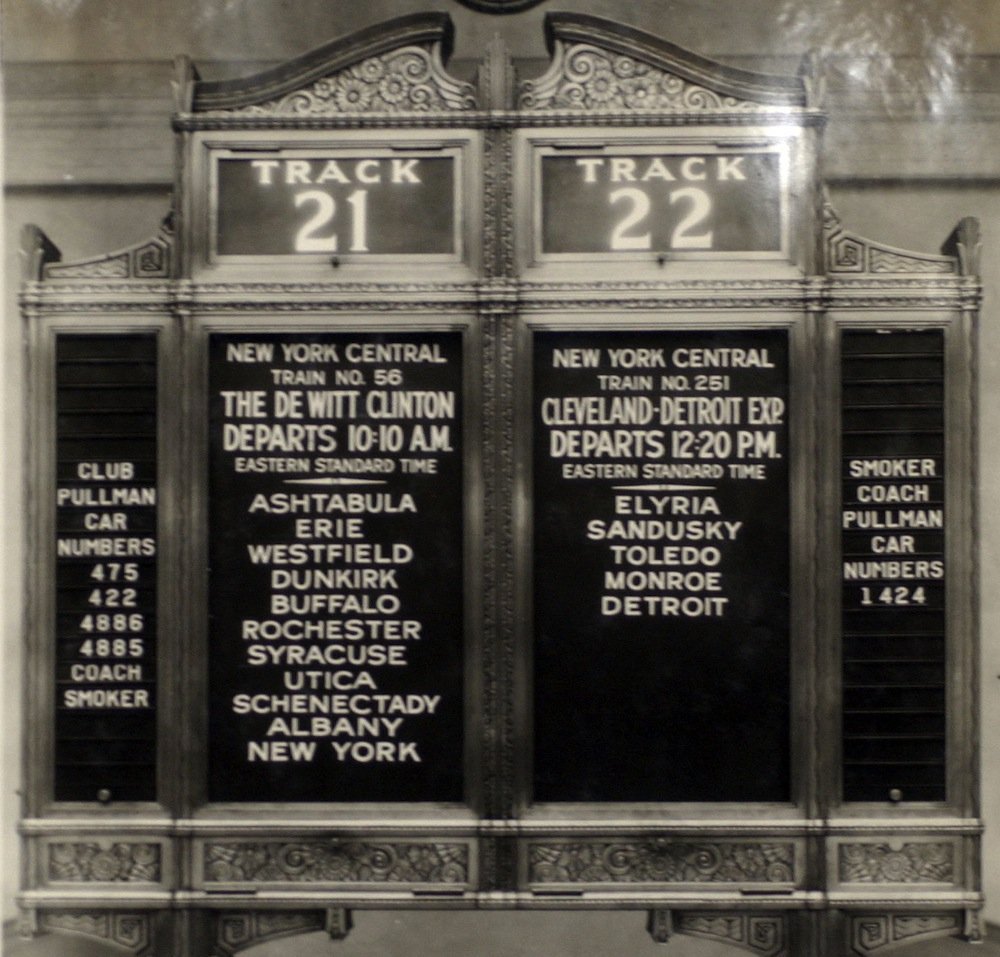 TRACK
21
TRACK
22
CLUB
PULLMAN
CAR
NUMBERS
475
422
4886
4885
COACH
SMOKER
NEW YORK CENTRAL
TRAIN NO. 56
THE DE WITT CLINTON
DEPARTS 10:10 A.M.
EASTERN STANDARD TIME
ASHTABULA
ERIE
WESTFIELD
DUNKIRK
BUFFALO
ROCHESTER
SYRACUSE
UTICA
SCHENECTADY
ALBANY
NEW YORK
NEW YORK CENTRAL
TRAIN NO. 251
CLEVELAND-DETROIT EXP.
DEPARTS 12:20 P.M.
EASTERN STANDARD TIME
ELYRIA
SANDUSKY
TOLEDO
MONROE
DETROIT
SMOKER
COACH
PULLMAN
CAR
NUMBERS
1424